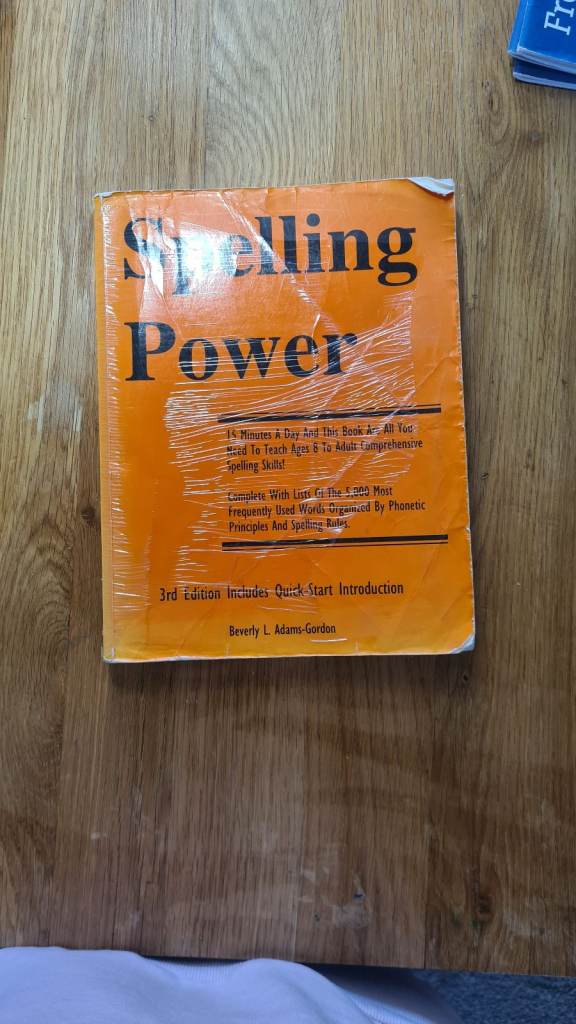 Fr
Spelling
Power
15 Minutes A Day And This Book Are All You
Need To Teach Ages 8 To Adult Comprehensive
Spelling Skills!
Complete With Lists Of The 5,000 Most
Frequently Used Words Organized By Phonetic
Principles And Spelling Rules.
3rd Edition Includes Quick-Start Introduction
Beverly L. Adams-Gordon